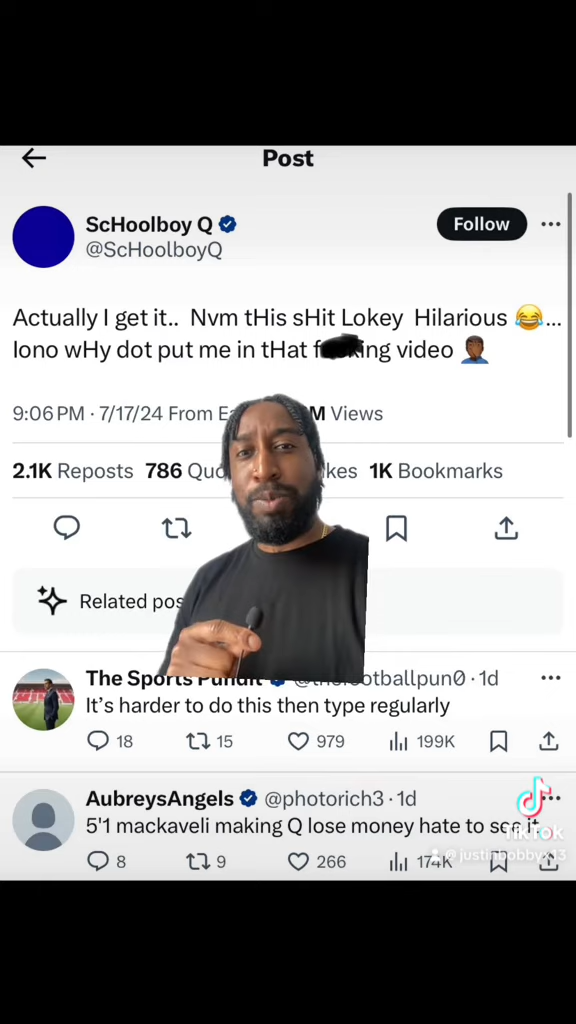 Post
ScHoolboy Q
Follow
@ScHoolboyQ
Actually I get it.. Nvm tHis sHit Lokey Hilarious 😂...
Iono wHy dot put me in tHat f king video 🤦🏾‍♂️
9:06 PM · 7/17/24 From Ea M Views
2.1K Reposts 786 Quo kes 1K Bookmarks
Related pos
The Sports Pundit @thefootballpun0 · 1d
It's harder to do this then type regularly
18 15 979 199K
AubreysAngels @photorich3 · 1d
5'1 mackaveli making Q lose money hate to see it
8 9 266 174K
TikTok
@justinbobbyx13